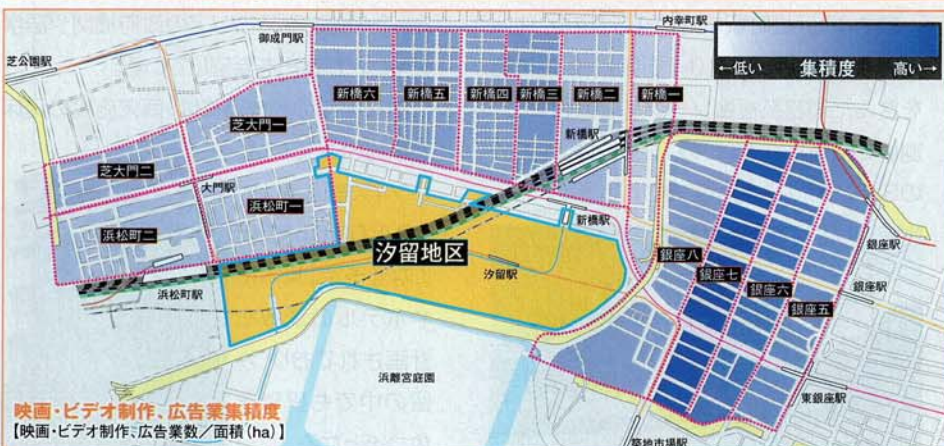 内幸町駅
御成門駅
芝公園駅
←低い 集積度 高い→
新橋六
新橋五
新橋四
新橋三
新橋二
新橋一
新橋駅
芝大門一
芝大門二
大門駅
浜松町一
浜松町二
浜松町駅
汐留地区
新橋駅
汐留駅
銀座八
銀座七
銀座六
銀座五
銀座駅
銀座駅
東銀座駅
築地市場駅
浜離宮庭園
映画・ビデオ制作、広告業集積度
【映画・ビデオ制作、広告業数/面積(ha)】